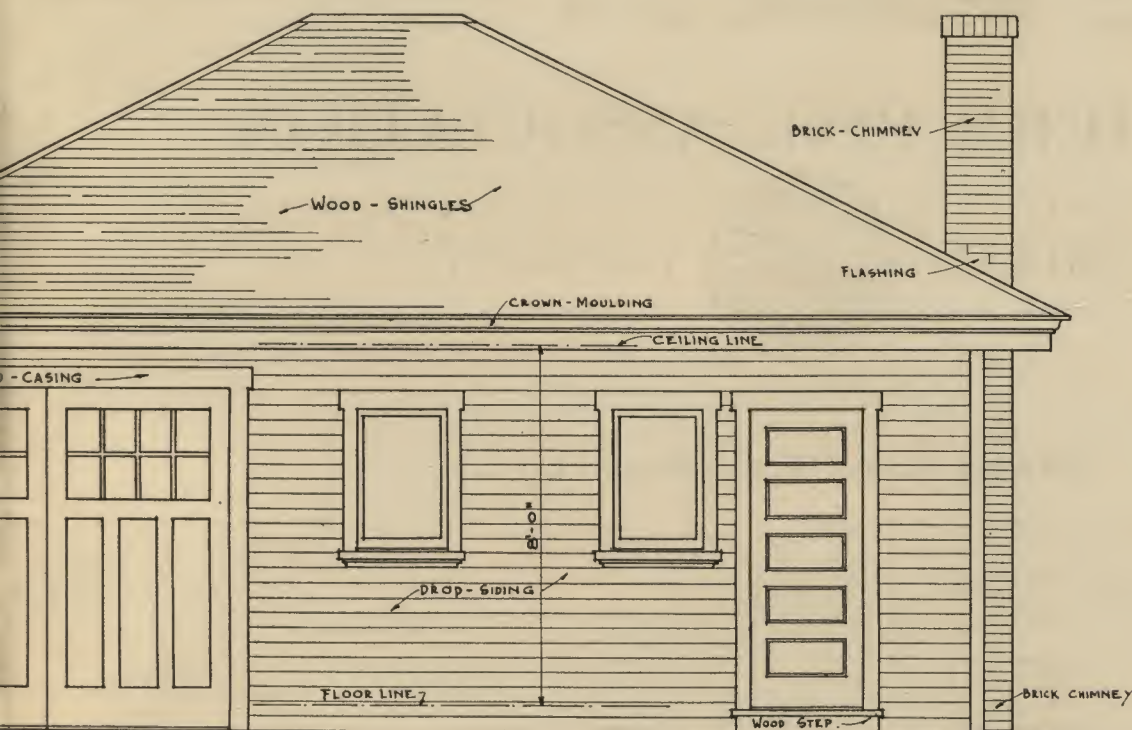 BRICK-CHIMNEY
WOOD - SHINGLES
FLASHING
CROWN-MOULDING
CEILING LINE
-CASING
8'-0"
DROP-SIDING
FLOOR LINE
BRICK CHIMNEY
WOOD STEP.